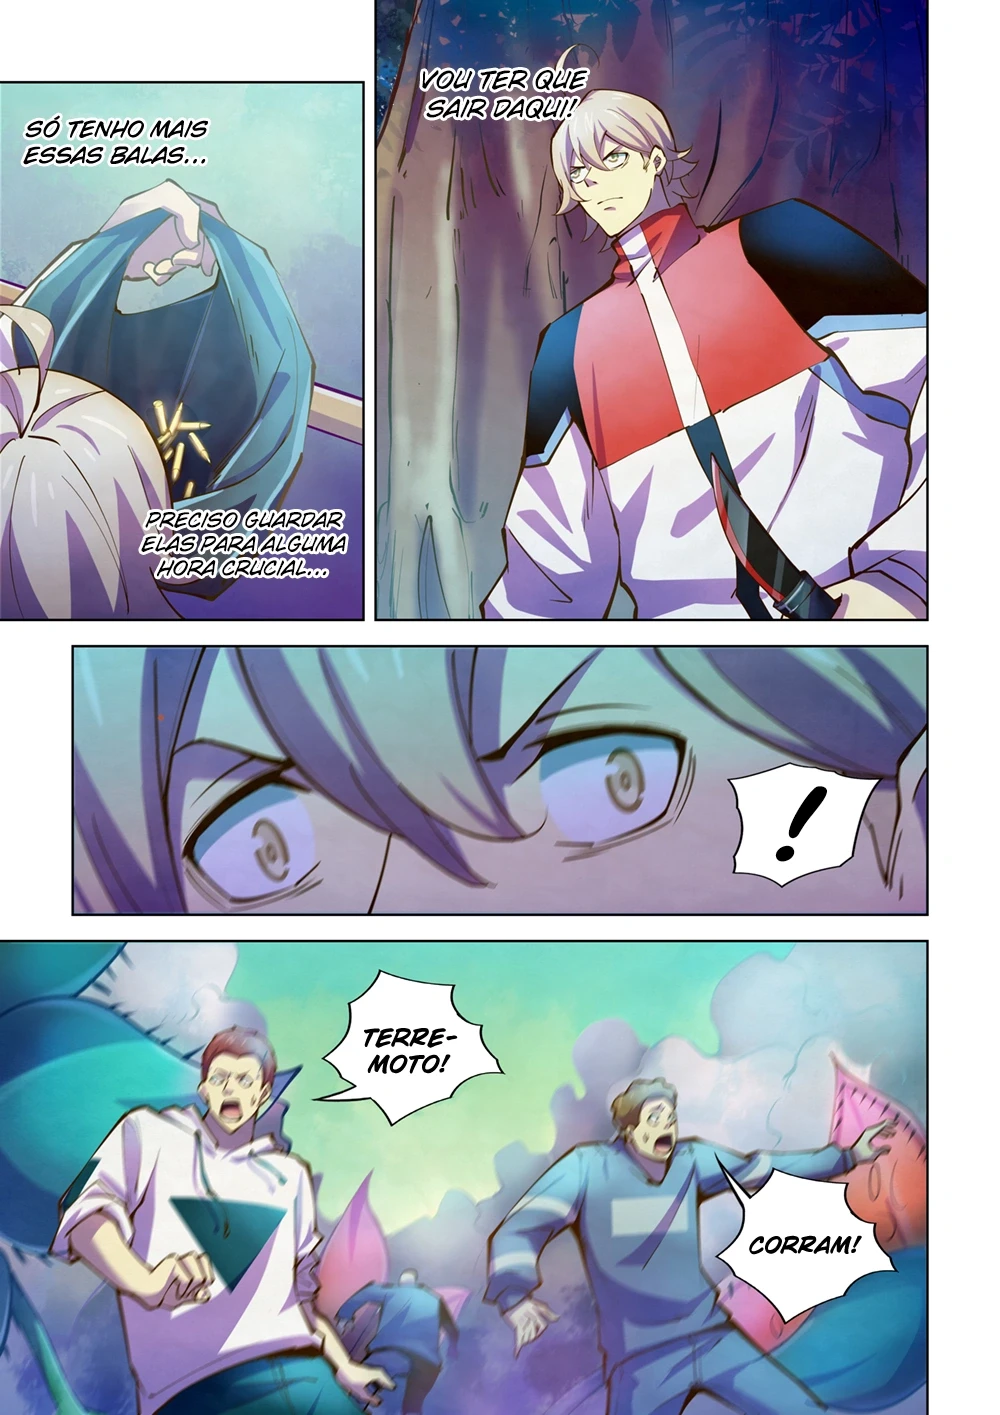 SÓ TENHO MAIS
ESSAS BALAS...
PRECISO GUARDAR
ELAS PARA ALGUMA
HORA CRUCIAL...
VOU TER QUE
SAIR DAQUI!
!
TERRE-
MOTO!
CORRAM!